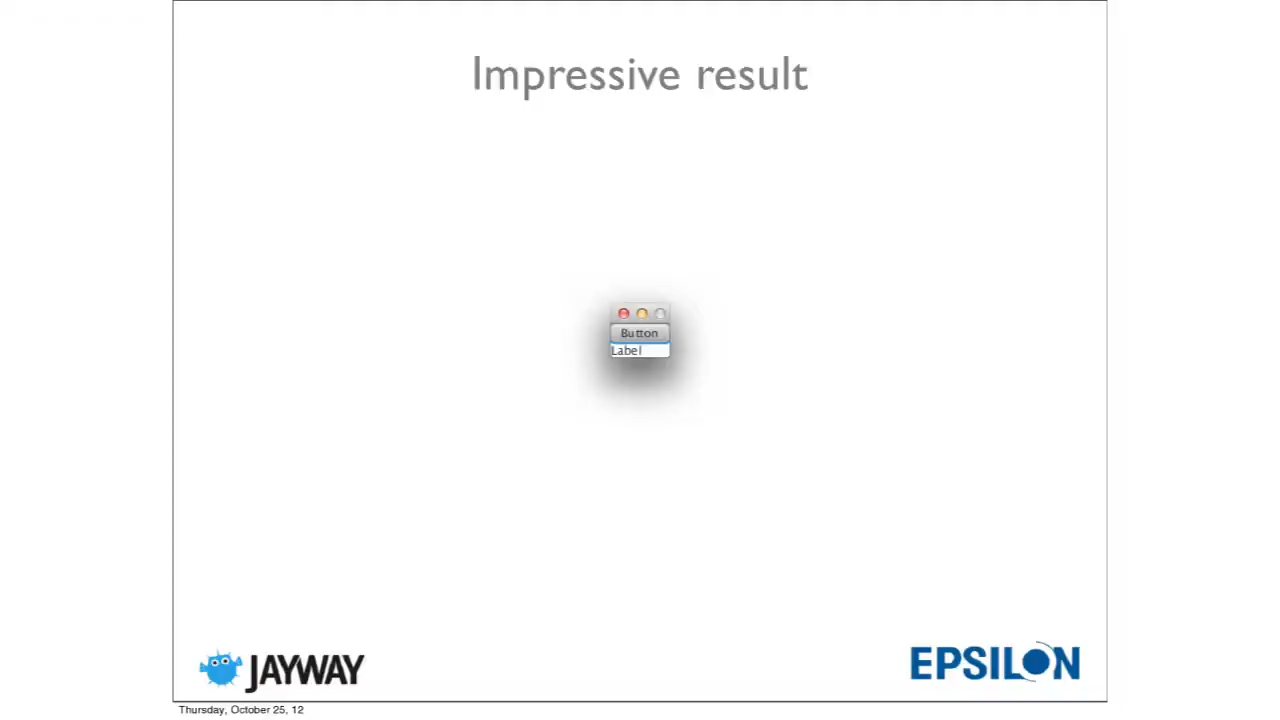 Impressive result
Button
Label
JAYWAY
EPSILON
Thursday, October 25, 12